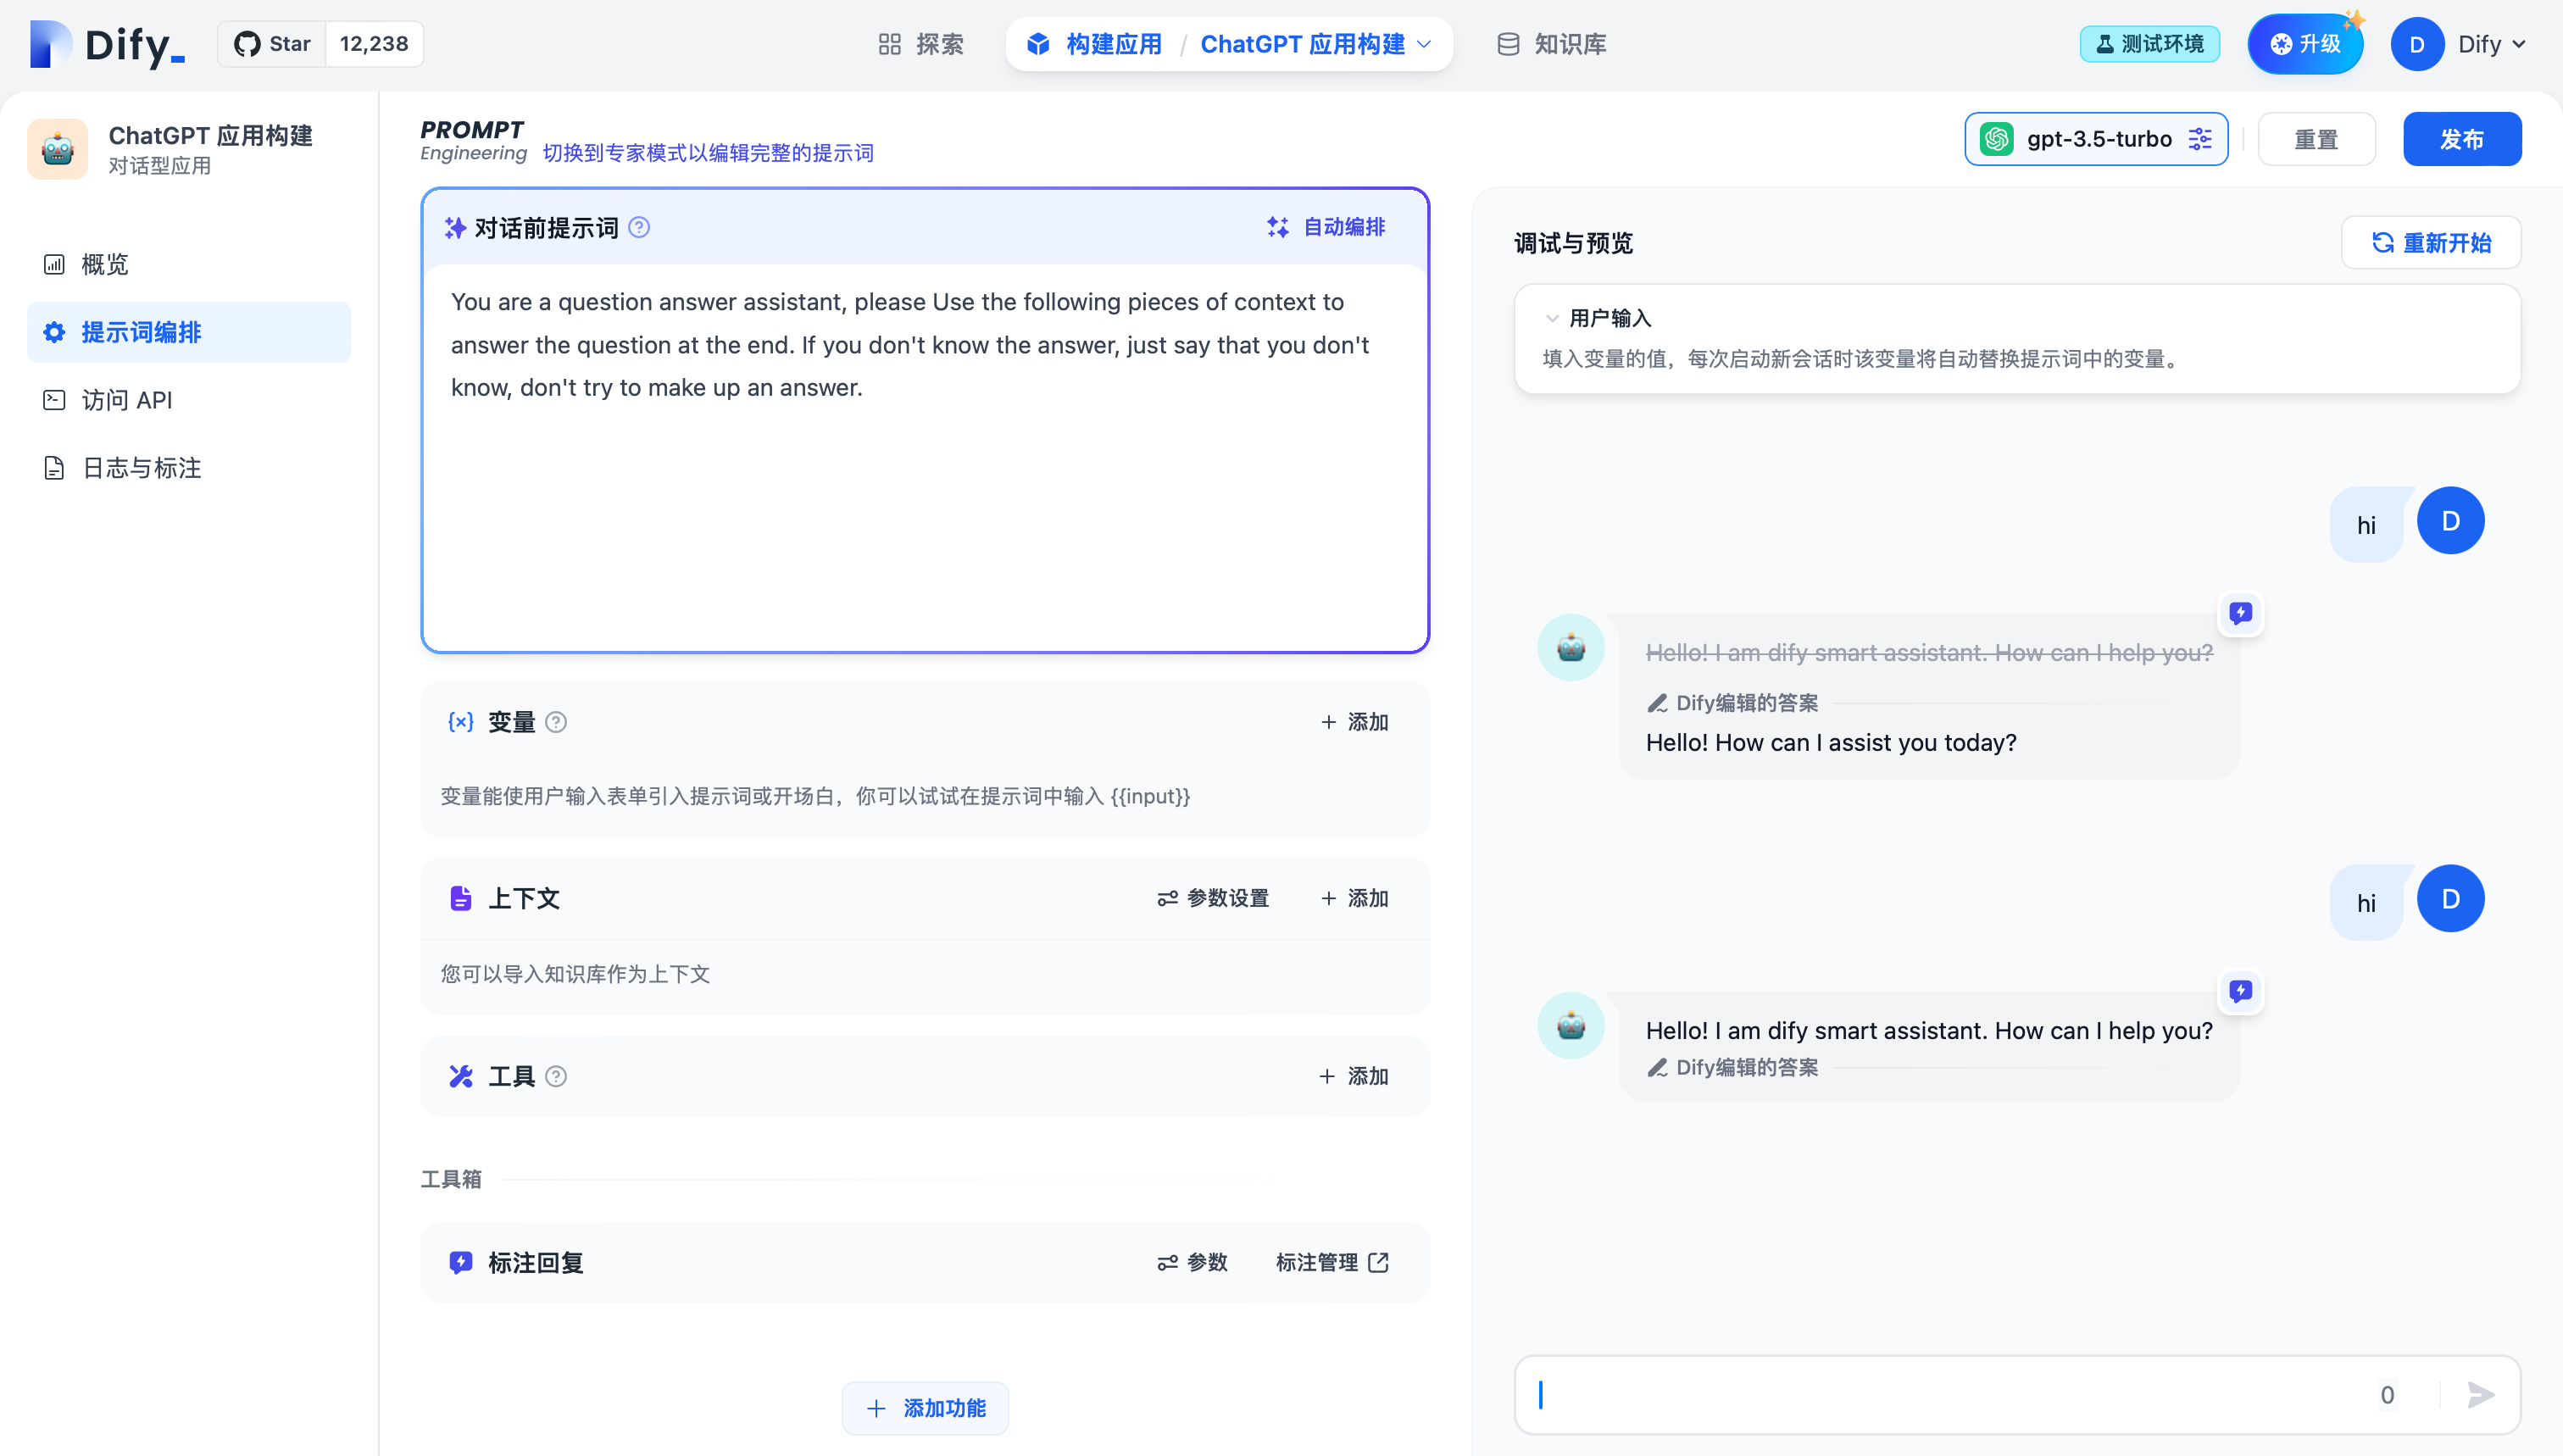 Dify_
Star 12,238
探索
构建应用 / ChatGPT 应用构建
知识库
测试环境
升级
D Dify
ChatGPT 应用构建
对话型应用
概览
提示词编排
访问 API
日志与标注
PROMPT
Engineering 切换到专家模式以编辑完整的提示词
gpt-3.5-turbo
重置
发布
对话前提示词
自动编排
You are a question answer assistant, please Use the following pieces of context to
answer the question at the end. If you don't know the answer, just say that you don't
know, don't try to make up an answer.
{x} 变量
+ 添加
变量能使用户输入表单引入提示词或开场白，你可以试试在提示词中输入 {{input}}
上下文
参数设置
+ 添加
您可以导入知识库作为上下文
工具
+ 添加
工具箱
标注回复
参数
标注管理
+ 添加功能
调试与预览
重新开始
用户输入
填入变量的值，每次启动新会话时该变量将自动替换提示词中的变量。
hi
D
Hello! I am dify smart assistant. How can I help you?
Dify编辑的答案
Hello! How can I assist you today?
hi
D
Hello! I am dify smart assistant. How can I help you?
Dify编辑的答案
0